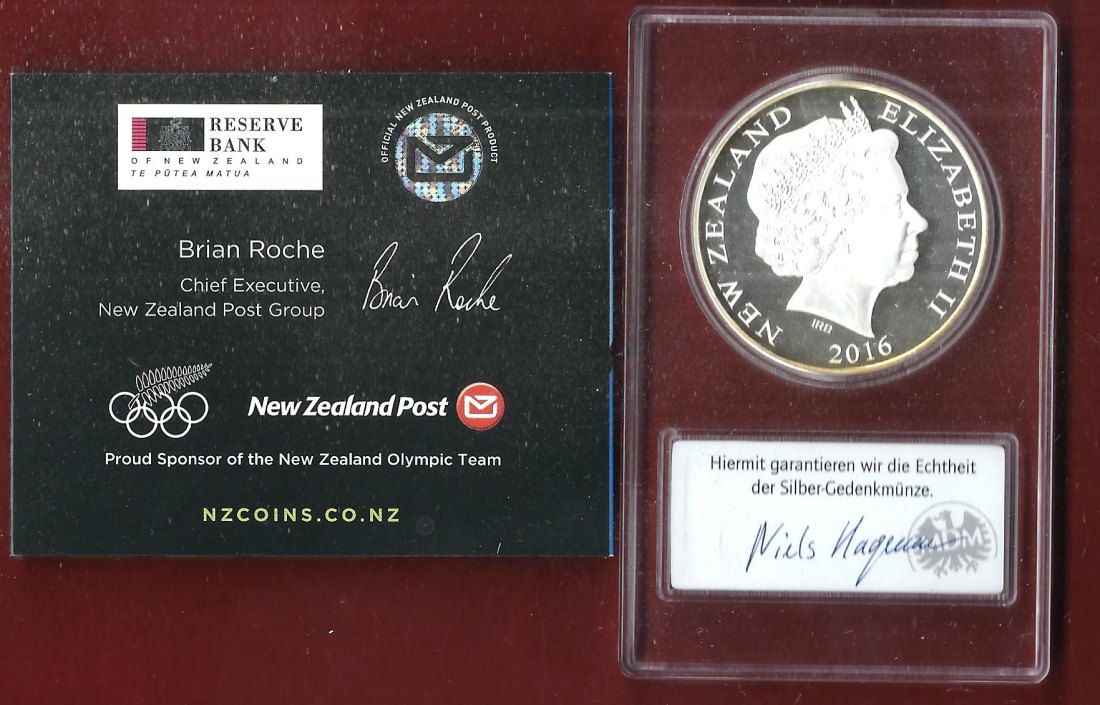 RESERVE
BANK
OF NEW ZEALAND
TE PŪTEA MATUA
OFFICIAL NEW ZEALAND POST PRODUCT
Brian Roche
Chief Executive,
New Zealand Post Group
Brian Roche
New Zealand Post
Proud Sponsor of the New Zealand Olympic Team
NZCOINS.CO.NZ
NEW ZEALAND ELIZABETH II
IRB
2016
Hiermit garantieren wir die Echtheit
der Silber-Gedenkmünze.
Niels